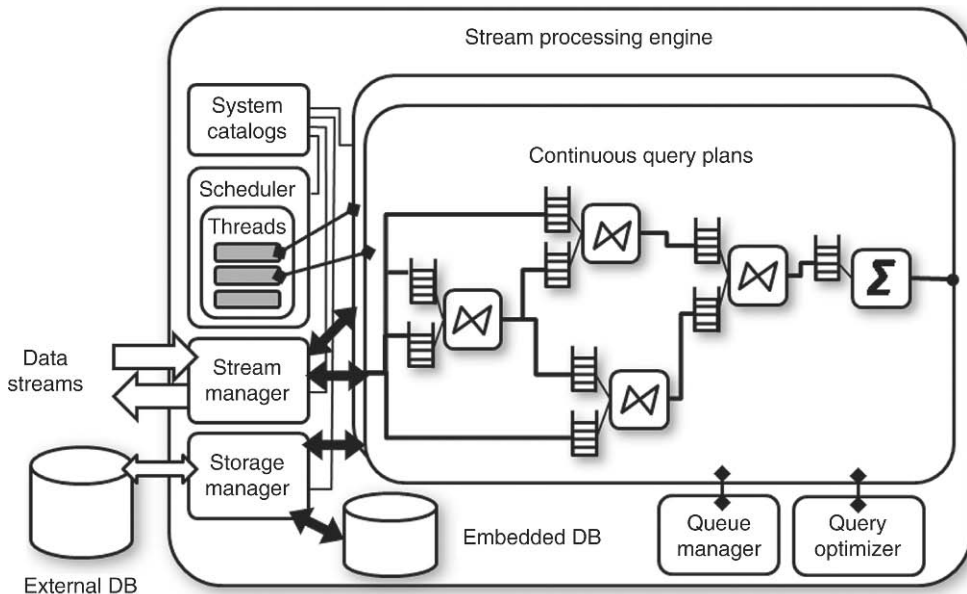 Stream processing engine
System
catalogs
Continuous query plans
Scheduler
Threads
Σ
Data
streams
Stream
manager
Storage
manager
Embedded DB
Queue
manager
Query
optimizer
External DB